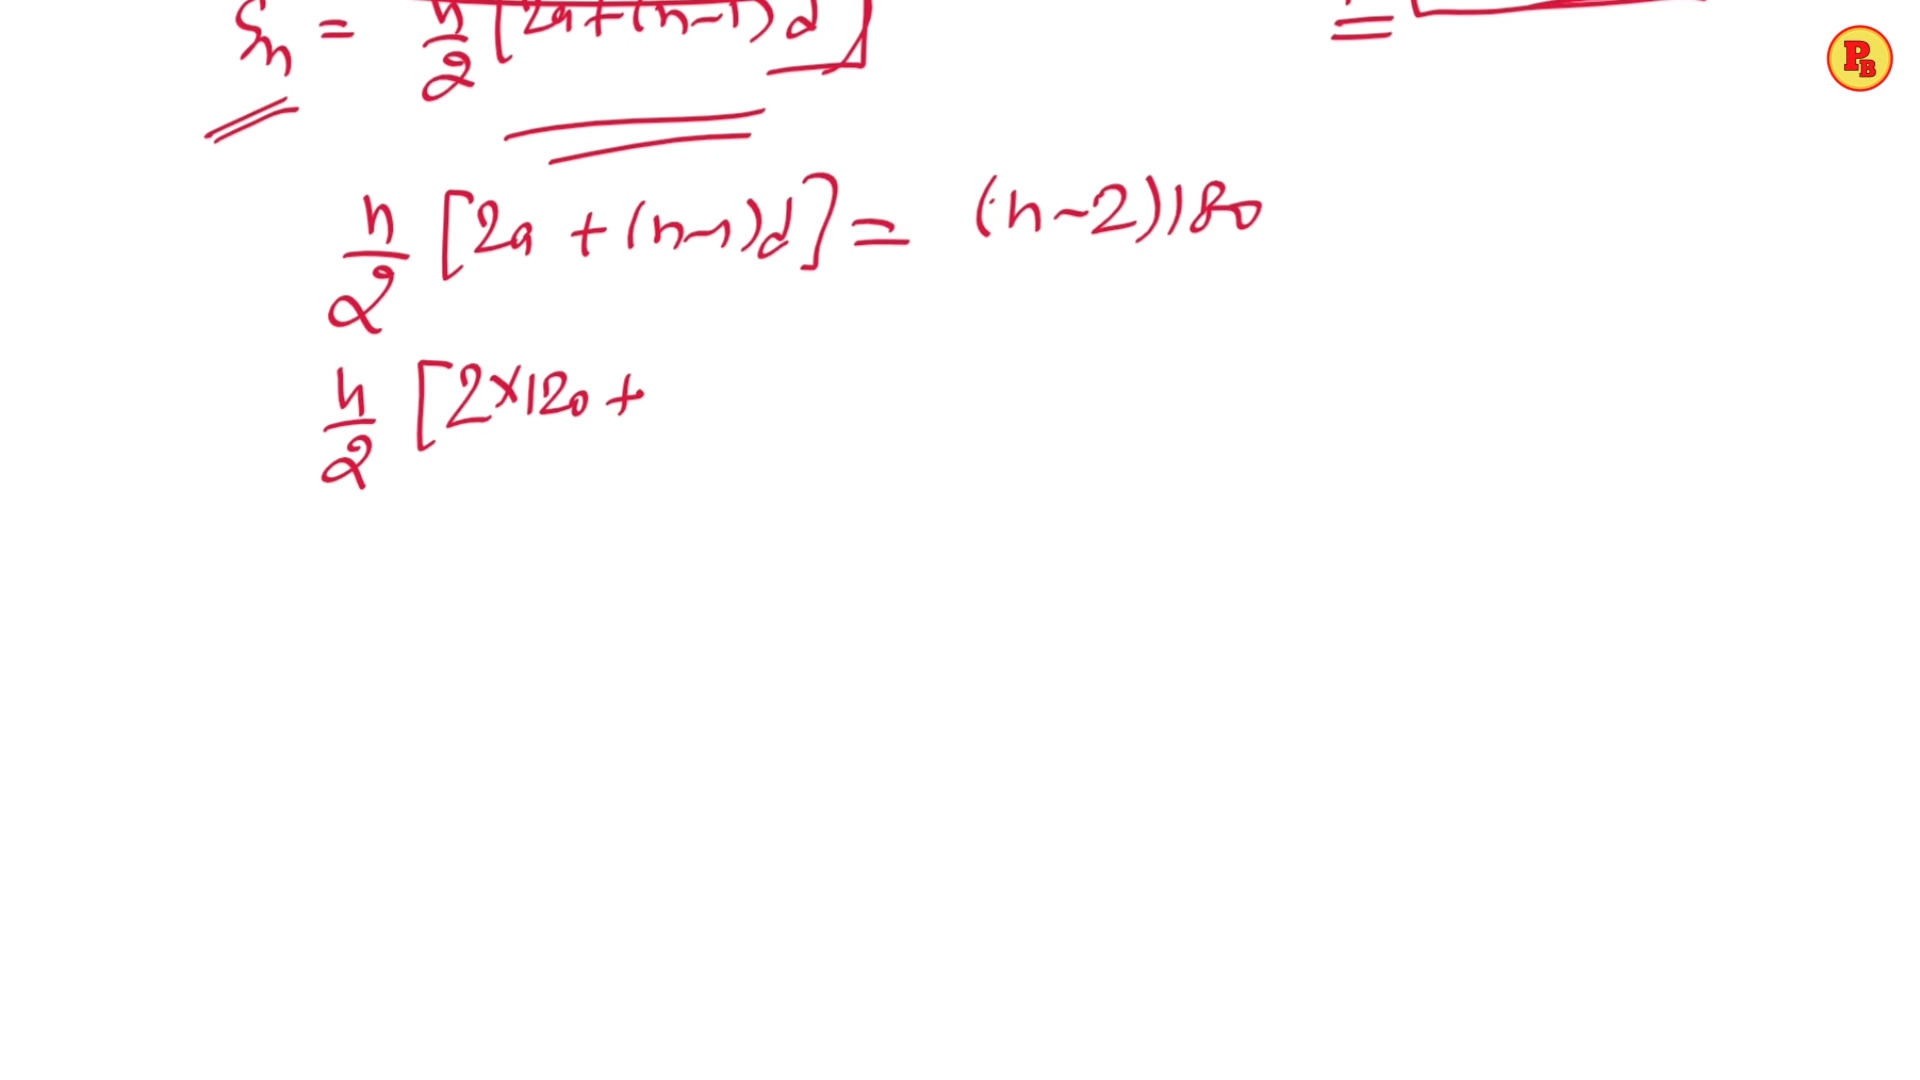 Sn = n/2 [2a+(n-1)d]
PB
n/2 [2a + (n-1)d] = (n-2)180
n/2 [2×120 +